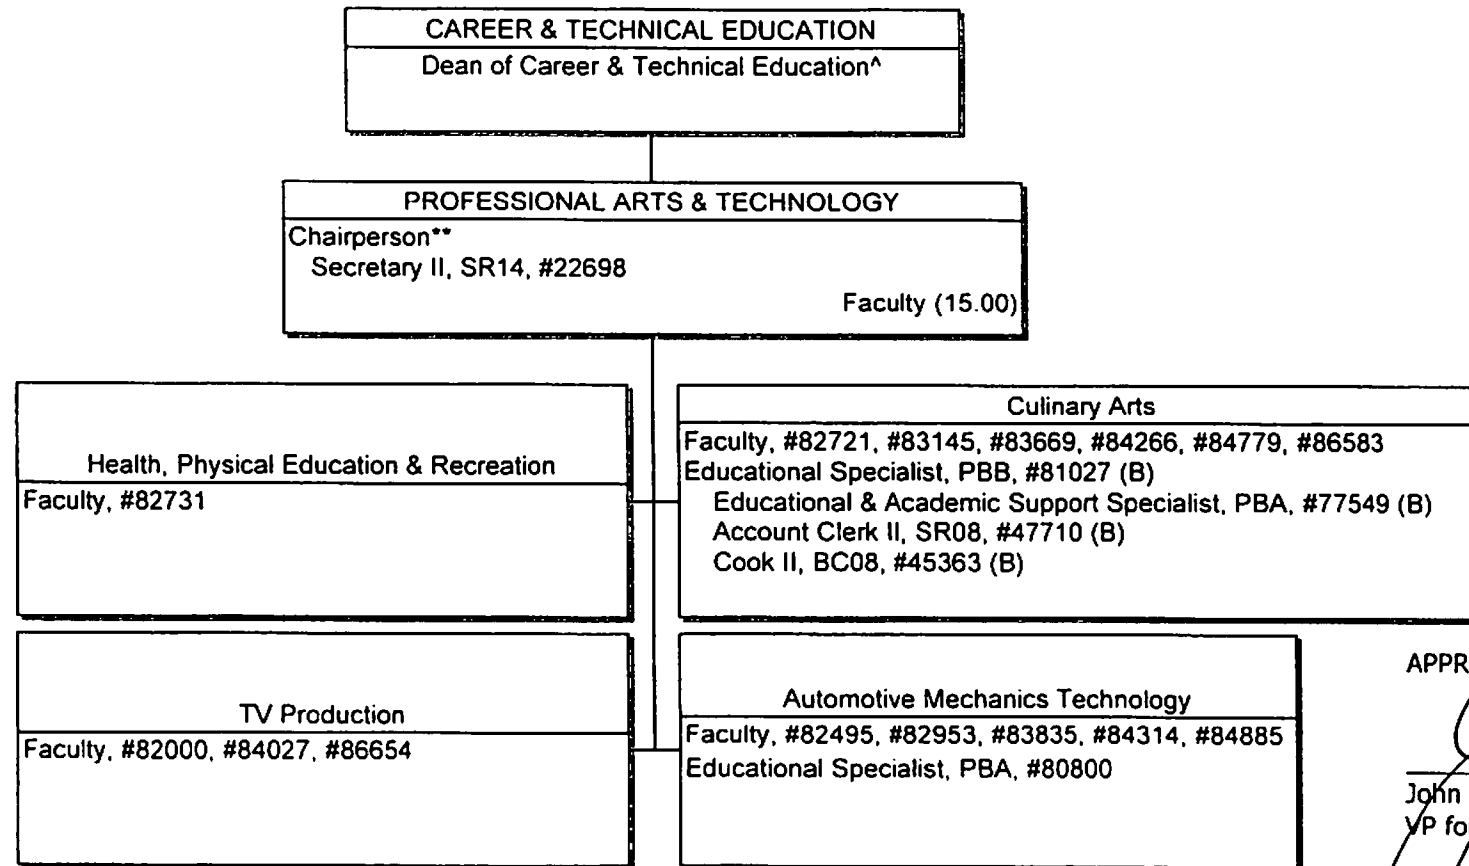 CAREER & TECHNICAL EDUCATION
Dean of Career & Technical Education^
PROFESSIONAL ARTS & TECHNOLOGY
Chairperson**
Secretary II, SR14, #22698
Faculty (15.00)
Health, Physical Education & Recreation
Faculty, #82731
Culinary Arts
Faculty, #82721, #83145, #83669, #84266, #84779, #86583
Educational Specialist, PBB, #81027 (B)
Educational & Academic Support Specialist, PBA, #77549 (B)
Account Clerk II, SR08, #47710 (B)
Cook II, BC08, #45363 (B)
TV Production
Faculty, #82000, #84027, #86654
Automotive Mechanics Technology
Faculty, #82495, #82953, #83835, #84314, #84885
Educational Specialist, PBA, #80800
APPR
John
VP fo